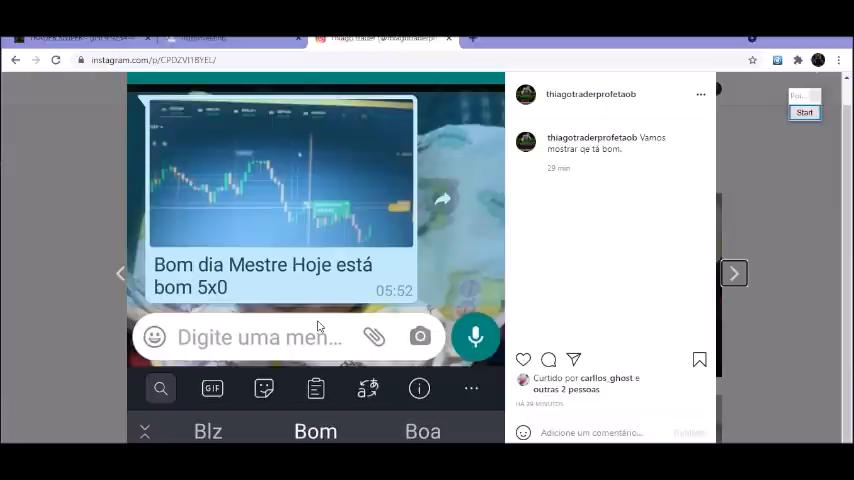 instagram.com/p/CPDZVI1BYEL/
thiagotraderprofetaob
thiagotraderprofetaob Vamos
mostrar qe tá bom.
29 min
Start
Bom dia Mestre Hoje está
bom 5x0
05:52
Digite uma men...
GIF
Blz
Bom
Boa
Curtido por carllos_ghost e
outras 2 pessoas
HÁ 29 MINUTOS
Adicione um comentário...
Publicar